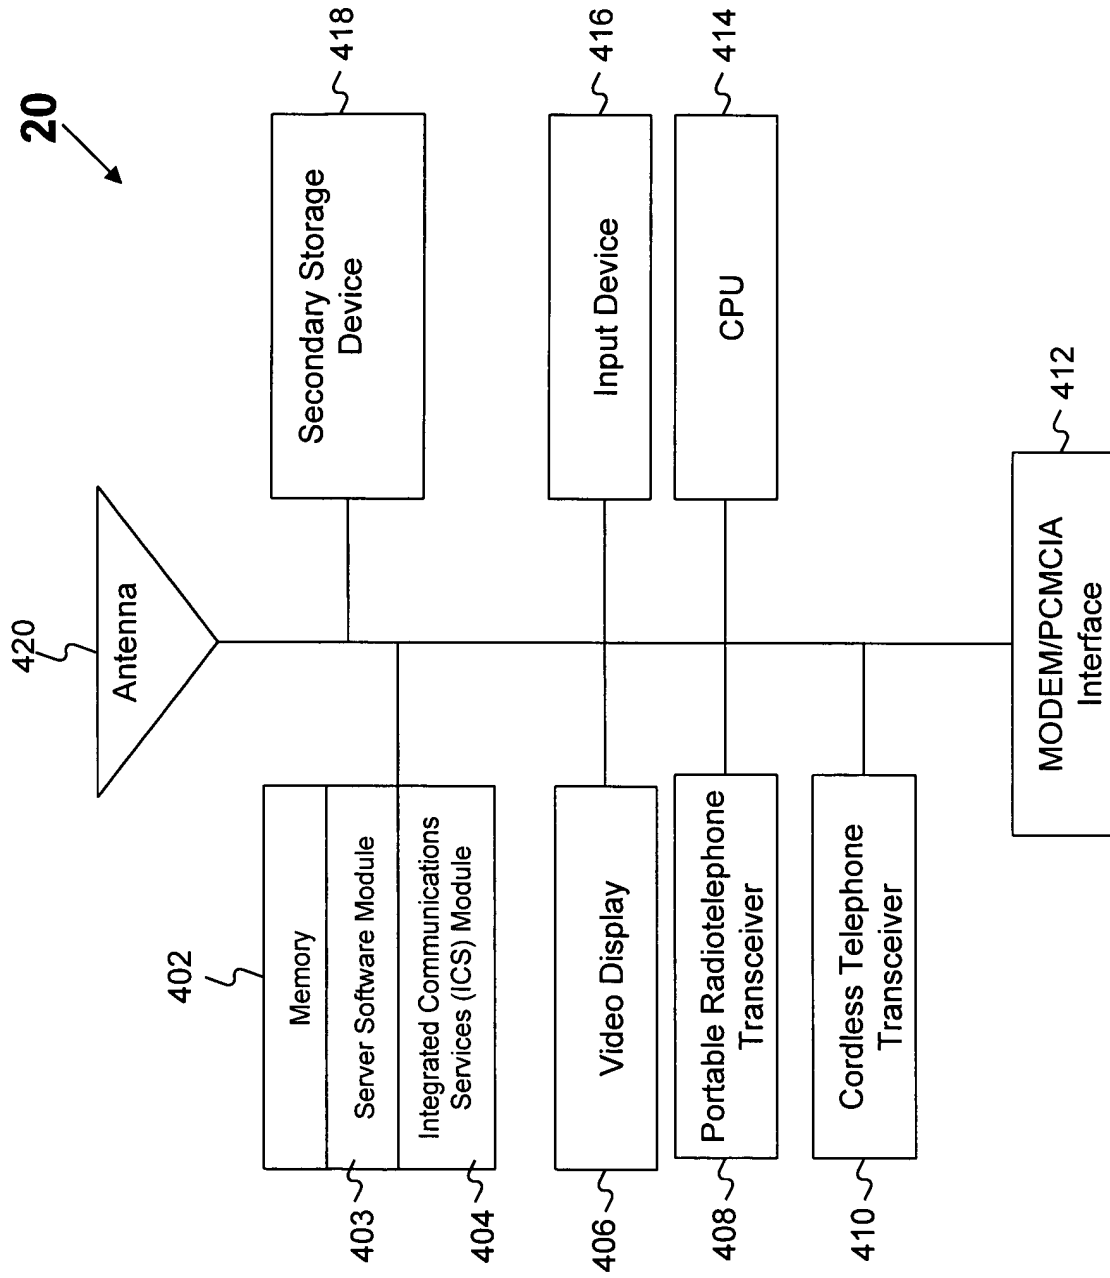 20
420
Antenna
402
Memory
403
Server Software Module
404
Integrated Communications
Services (ICS) Module
418
Secondary Storage
Device
406
Video Display
416
Input Device
408
Portable Radiotelephone
Transceiver
414
CPU
410
Cordless Telephone
Transceiver
412
MODEM/PCMCIA
Interface